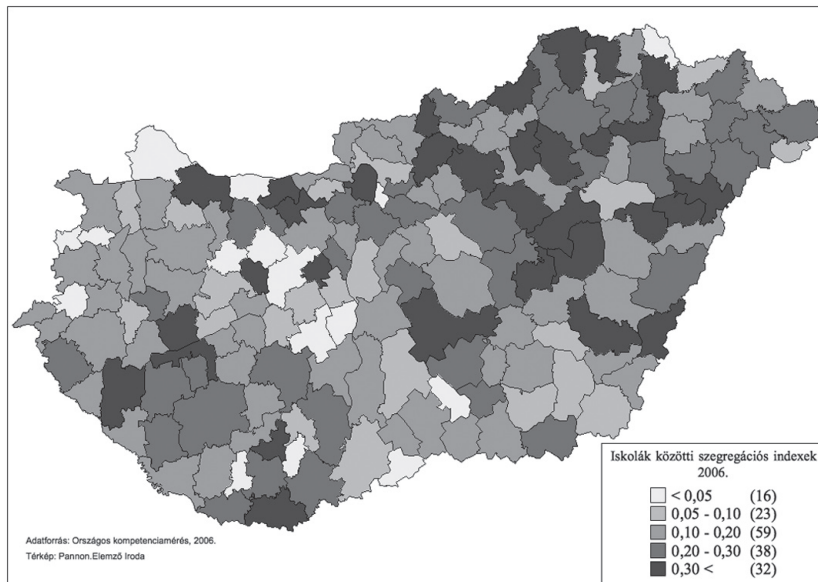 Iskolák közötti szegregációs indexek
2006.
< 0,05 (16)
0,05 - 0,10 (23)
0,10 - 0,20 (59)
0,20 - 0,30 (38)
0,30 < (32)
Adatforrás: Országos kompetenciamérés, 2006.
Térkép: Pannon.Elemző Iroda